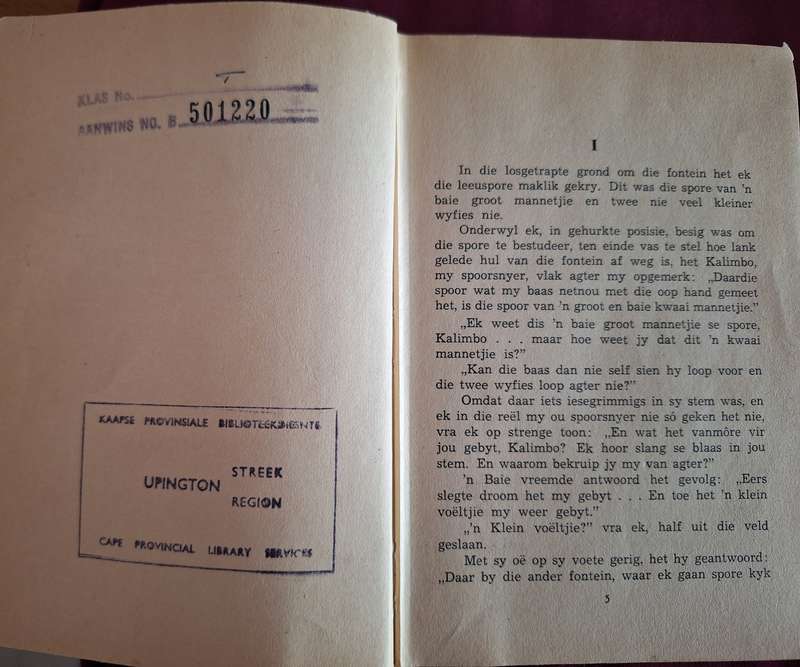 KLAS No.
AANWINS NO. B 501220
KAAPSE PROVINSIALE BIBLIOTEEKDIENSTE
UPINGTON STREEK
REGION
CAPE PROVINCIAL LIBRARY SERVICES
I
In die losgetrapte grond om die fontein het ek
die leeuspore maklik gekry. Dit was die spore van 'n
baie groot mannetjie en twee nie veel kleiner
wyfies nie.
Onderwyl ek, in gehurkte posisie, besig was om
die spore te bestudeer, ten einde vas te stel hoe lank
gelede hul van die fontein af weg is, het Kalimbo,
my spoorsnyer, vlak agter my opgemerk: „Daardie
spoor wat my baas netnou met die oop hand gemeet
het, is die spoor van 'n groot en baie kwaai mannetjie.”
„Ek weet dis 'n baie groot mannetjie se spore,
Kalimbo . . . maar hoe weet jy dat dit 'n kwaai
mannetjie is?”
„Kan die baas dan nie self sien hy loop voor en
die twee wyfies loop agter nie?”
Omdat daar iets iesegrimmigs in sy stem was, en
ek in die reël my ou spoorsnyer nie só geken het nie,
vra ek op strenge toon: „En wat het vanmôre vir
jou gebyt, Kalimbo? Ek hoor slang se blaas in jou
stem. En waarom bekruip jy my van agter?”
'n Baie vreemde antwoord het gevolg: „Eers
slegte droom het my gebyt . . . En toe het 'n klein
voëltjie my weer gebyt.”
„'n Klein voëltjie?” vra ek, half uit die veld
geslaan.
Met sy oë op sy voete gerig, het hy geantwoord:
„Daar by die ander fontein, waar ek gaan spore kyk
5